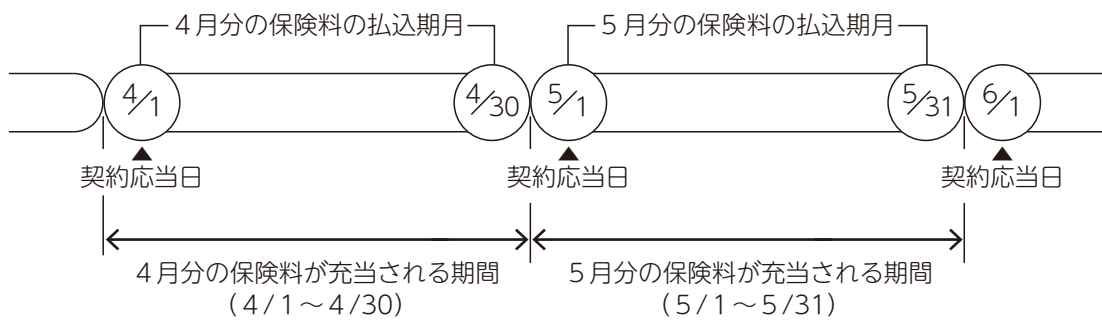 4月分の保険料の払込期月
5月分の保険料の払込期月
4/1
4/30
5/1
5/31
6/1
契約応当日
契約応当日
契約応当日
4月分の保険料が充当される期間
(4/1~4/30)
5月分の保険料が充当される期間
(5/1~5/31)